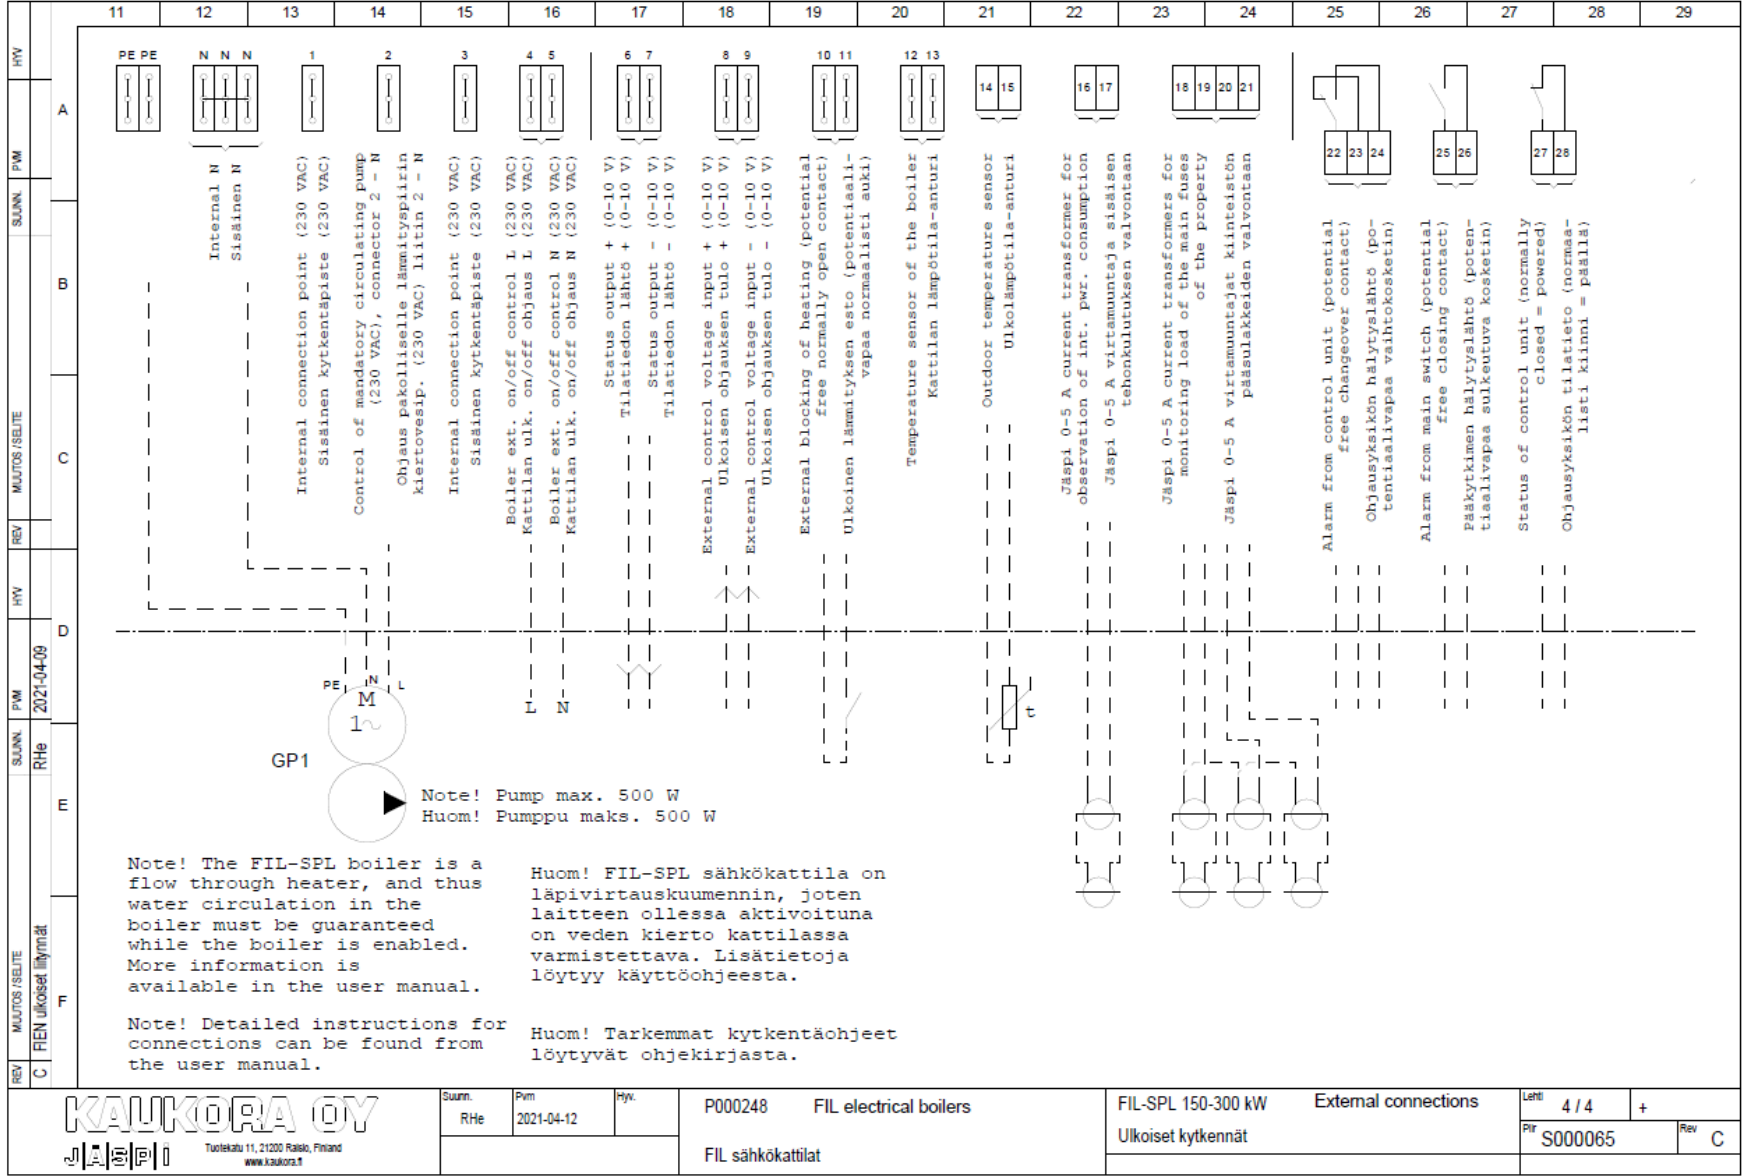 11 12 13 14 15 16 17 18 19 20 21 22 23 24 25 26 27 28 29
A
B
C
D
E
F
HYV
PVM
SUUNN.
MUUTOS / SELITE
REV
HYV
PVM
2021-04-09
SUUNN.
RHe
MUUTOS / SELITE
FIEN ulkoiset liitynnät
REV
C
PE PE
N N N
1
2
3
4 5
6 7
8 9
10 11
12 13
14 15
16 17
18 19 20 21
22 23 24
25 26
27 28
Internal N
Sisäinen N
Internal connection point (230 VAC)
Sisäinen kytkentäpiste (230 VAC)
Control of mandatory circulating pump
(230 VAC), connector 2 - N
Ohjaus pakolliselle lämmityspiirin
kiertovesip. (230 VAC) liitin 2 - N
Internal connection point (230 VAC)
Sisäinen kytkentäpiste (230 VAC)
Boiler ext. on/off control L (230 VAC)
Kattilan ulk. on/off ohjaus L (230 VAC)
Boiler ext. on/off control N (230 VAC)
Kattilan ulk. on/off ohjaus N (230 VAC)
Status output + (0-10 V)
Tilatiedon lähtö + (0-10 V)
Status output - (0-10 V)
Tilatiedon lähtö - (0-10 V)
External control voltage input + (0-10 V)
Ulkoisen ohjauksen tulo + (0-10 V)
External control voltage input - (0-10 V)
Ulkoisen ohjauksen tulo - (0-10 V)
External blocking of heating (potential
free normally open contact)
Ulkoinen lämmityksen esto (potentiaali-
vapaa normaalisti auki)
Temperature sensor of the boiler
Kattilan lämpötila-anturi
Outdoor temperature sensor
Ulkolämpötila-anturi
Jäspi 0-5 A current transformer for
observation of int. pwr. consumption
Jäspi 0-5 A virtamuuntaja sisäisen
tehonkulutuksen valvontaan
Jäspi 0-5 A current transformers for
monitoring load of the main fuses
of the property
Jäspi 0-5 A virtamuuntajat kiinteistön
pääsulakkeiden valvontaan
Alarm from control unit (potential
free changeover contact)
Ohjausyksikön hälytyslähtö (po-
tentiaalivapaa vaihtokosketin)
Alarm from main switch (potential
free closing contact)
Pääkytkimen hälytyslähtö (poten-
tiaalivapaa sulkeutuva kosketin)
Status of control unit (normally
closed = powered)
Ohjausyksikön tilatieto (normaa-
listi kiinni = päällä)
PE N L
M
1~
GP1
L N
t
Note! Pump max. 500 W
Huom! Pumppu maks. 500 W
Note! The FIL-SPL boiler is a
flow through heater, and thus
water circulation in the
boiler must be guaranteed
while the boiler is enabled.
More information is
available in the user manual.
Note! Detailed instructions for
connections can be found from
the user manual.
Huom! FIL-SPL sähkökattila on
läpivirtauskuumennin, joten
laitteen ollessa aktivoituna
on veden kierto kattilassa
varmistettava. Lisätietoja
löytyy käyttöohjeesta.
Huom! Tarkemmat kytkentäohjeet
löytyvät ohjekirjasta.
KAUKORA OY
JÄSPI
Tuotekatu 11, 21200 Raisio, Finland
www.kaukora.fi
Suunn.
RHe
Pvm
2021-04-12
Hyv.
P000248 FIL electrical boilers
FIL sähkökattilat
FIL-SPL 150-300 kW External connections
Ulkoiset kytkennät
Lehti
4 / 4 +
Piir
S000065
Rev
C